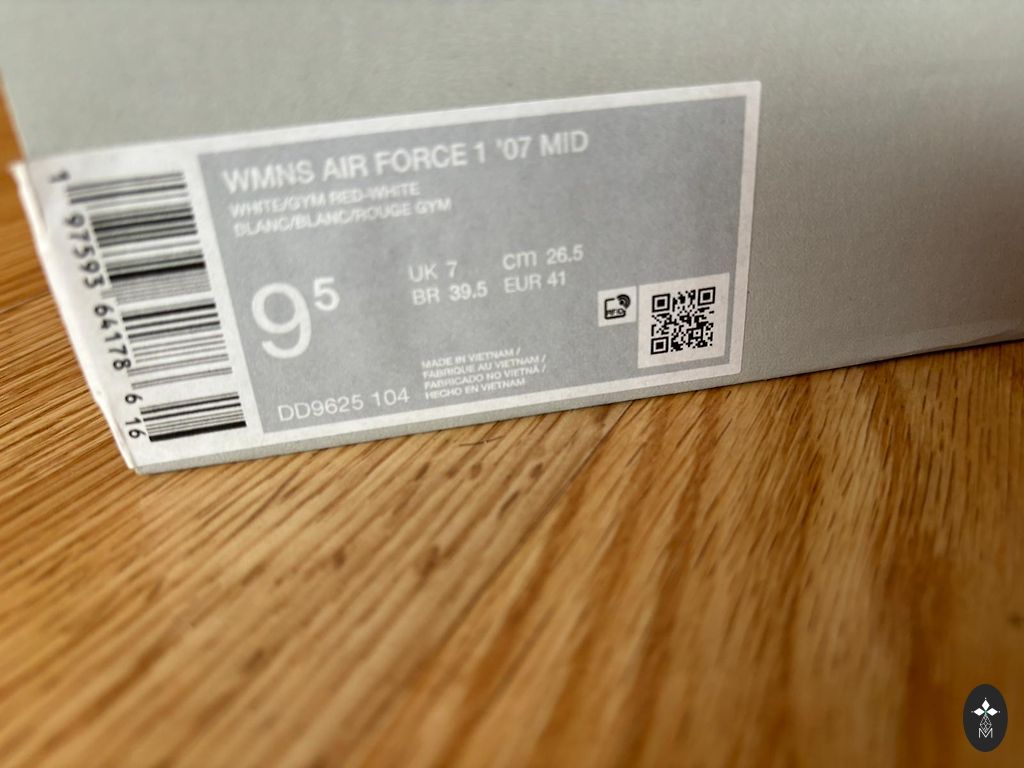 WMNS AIR FORCE 1 '07 MID
WHITE/GYM RED-WHITE
BLANC/BLANC/ROUGE GYM
9 5
UK 7 cm 26.5
BR 39.5 EUR 41
MADE IN VIETNAM /
FABRIQUE AU VIETNAM /
FABRICADO NO VIETNÃ /
HECHO EN VIETNAM
DD9625 104
1 97593 64178 6 16
M